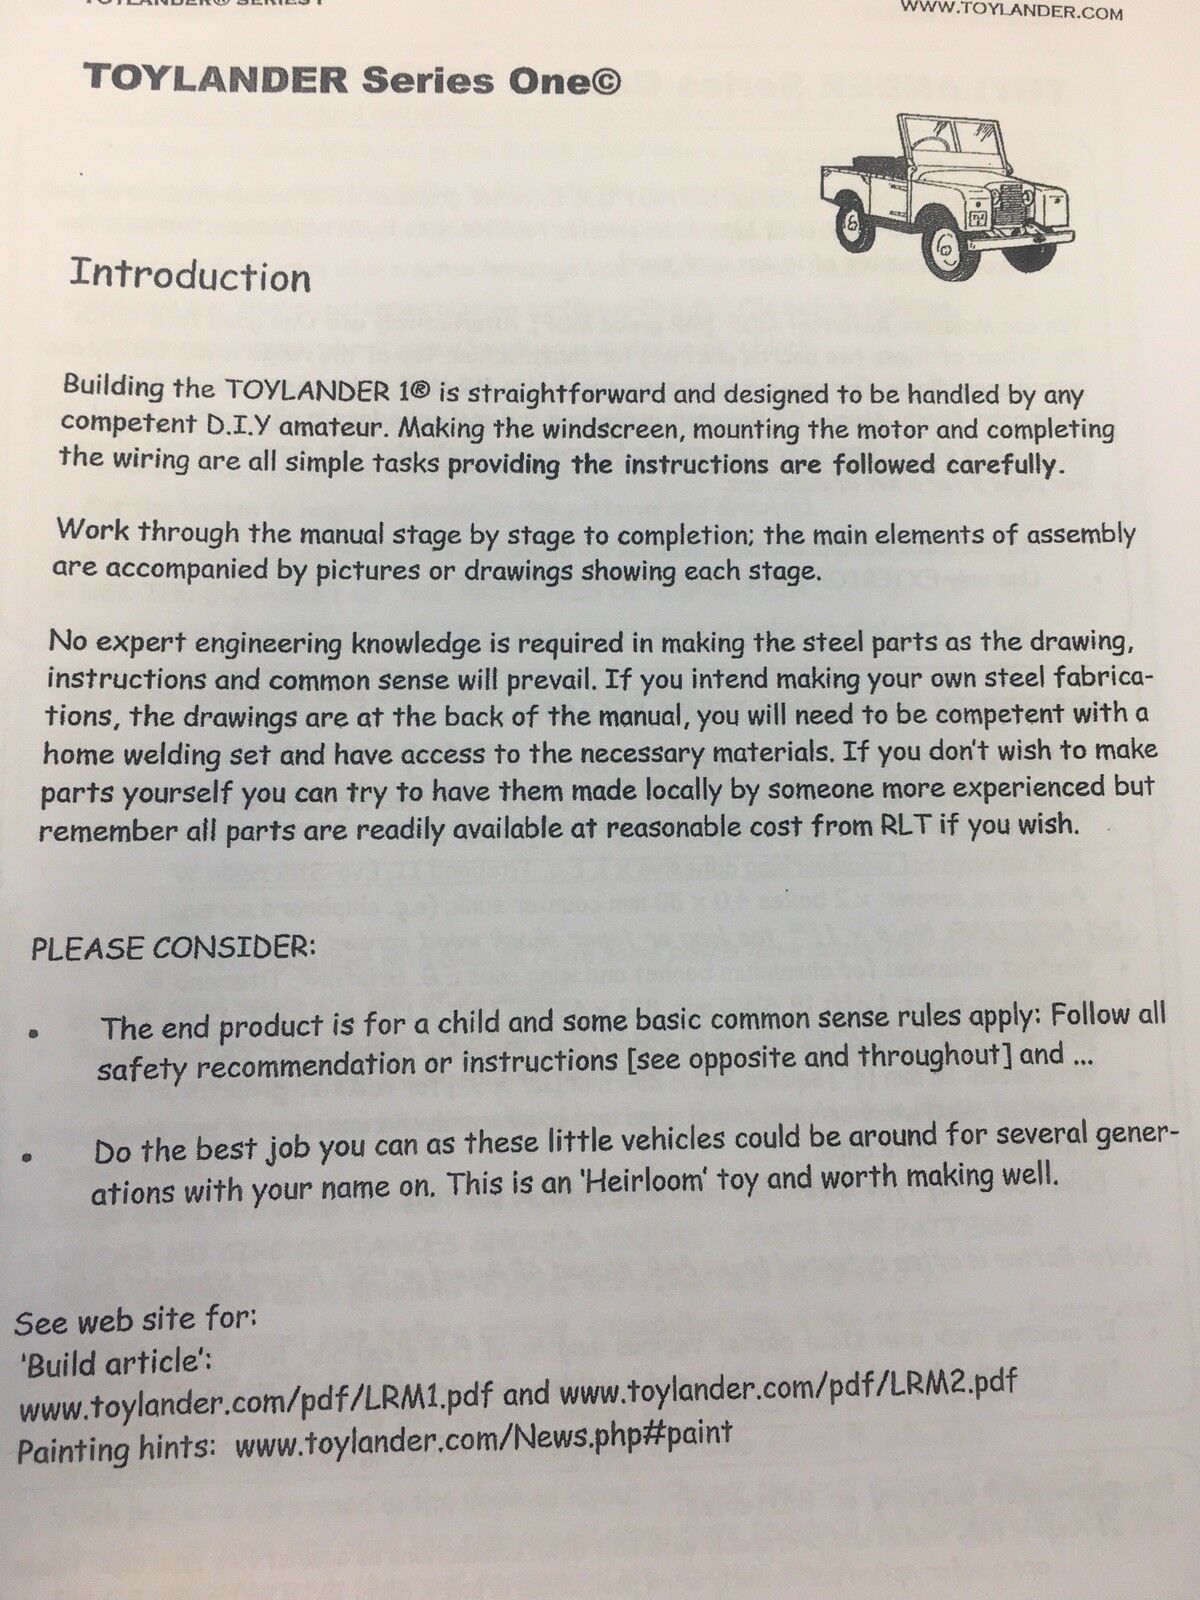 TOYLANDER® SERIES I
WWW.TOYLANDER.COM
TOYLANDER Series One©
Introduction
Building the TOYLANDER 1® is straightforward and designed to be handled by any
competent D.I.Y amateur. Making the windscreen, mounting the motor and completing
the wiring are all simple tasks providing the instructions are followed carefully.
Work through the manual stage by stage to completion; the main elements of assembly
are accompanied by pictures or drawings showing each stage.
No expert engineering knowledge is required in making the steel parts as the drawing,
instructions and common sense will prevail. If you intend making your own steel fabrica-
tions, the drawings are at the back of the manual, you will need to be competent with a
home welding set and have access to the necessary materials. If you don't wish to make
parts yourself you can try to have them made locally by someone more experienced but
remember all parts are readily available at reasonable cost from RLT if you wish.
PLEASE CONSIDER:
• The end product is for a child and some basic common sense rules apply: Follow all
safety recommendation or instructions [see opposite and throughout] and ...
• Do the best job you can as these little vehicles could be around for several gener-
ations with your name on. This is an 'Heirloom' toy and worth making well.
See web site for:
'Build article':
www.toylander.com/pdf/LRM1.pdf and www.toylander.com/pdf/LRM2.pdf
Painting hints: www.toylander.com/News.php#paint